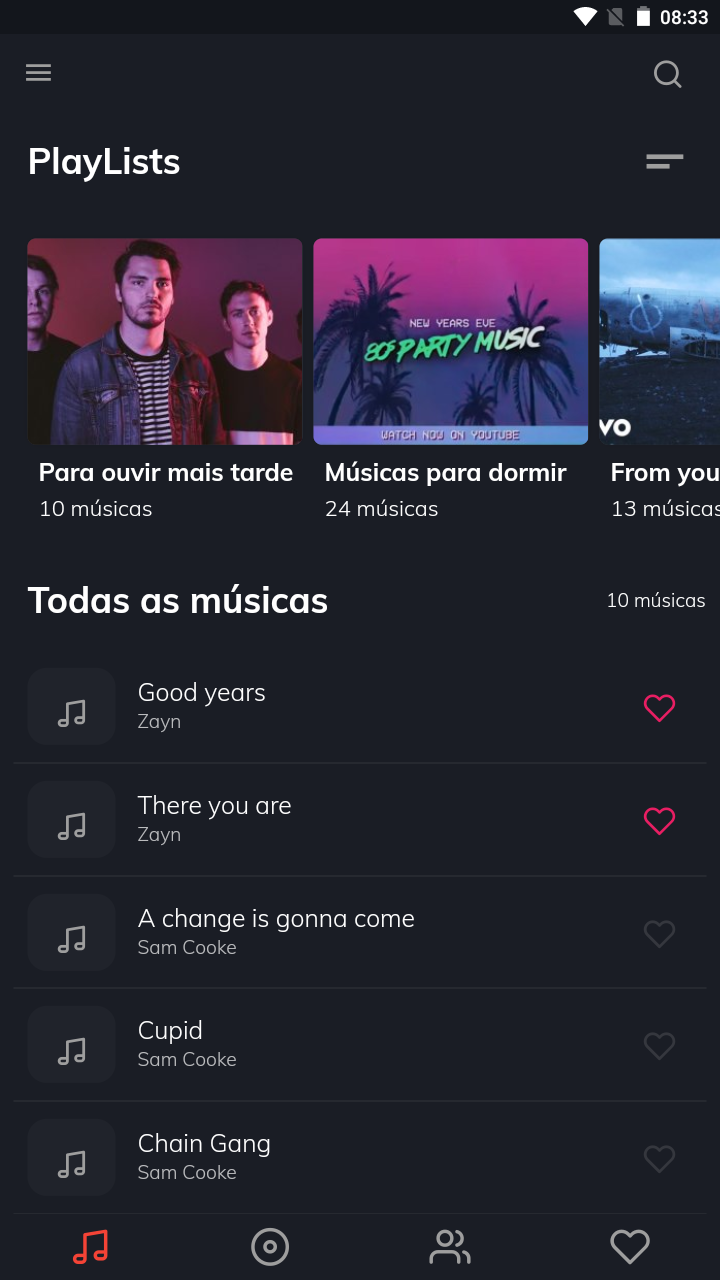 08:33
PlayLists
NEW YEARS EVE
80s PARTY MUSIC
WATCH NOW ON YOUTUBE
VO
Para ouvir mais tarde
10 músicas
Músicas para dormir
24 músicas
From you
13 músicas
Todas as músicas
10 músicas
Good years
Zayn
There you are
Zayn
A change is gonna come
Sam Cooke
Cupid
Sam Cooke
Chain Gang
Sam Cooke